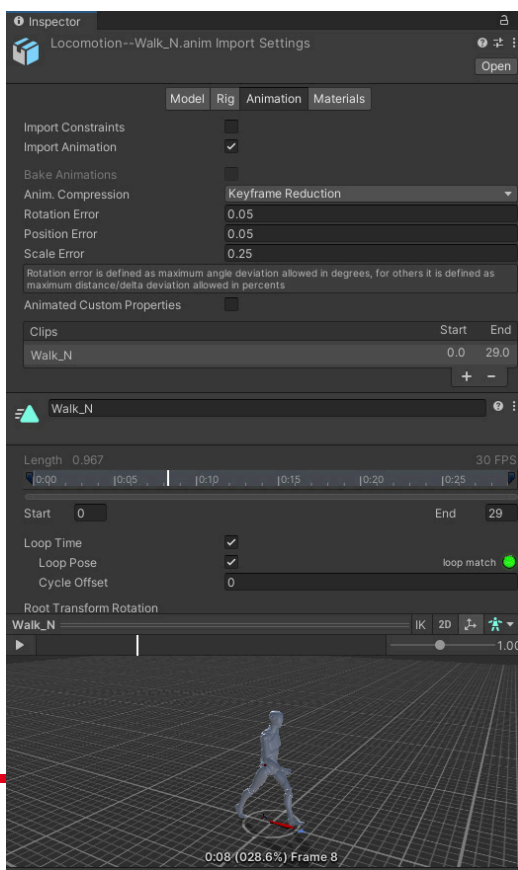 Inspector
Locomotion--Walk_N.anim Import Settings
Open
Model Rig Animation Materials
Import Constraints
Import Animation
Bake Animations
Anim. Compression Keyframe Reduction
Rotation Error 0.05
Position Error 0.05
Scale Error 0.25
Rotation error is defined as maximum angle deviation allowed in degrees, for others it is defined as
maximum distance/delta deviation allowed in percents
Animated Custom Properties
Clips Start End
Walk_N 0.0 29.0
+ −
Walk_N
Length 0.967 30 FPS
0:00 0:05 0:10 0:15 0:20 0:25
Start 0 End 29
Loop Time
Loop Pose loop match
Cycle Offset 0
Root Transform Rotation
Walk_N IK 2D
1.00
0:08 (028.6%) Frame 8